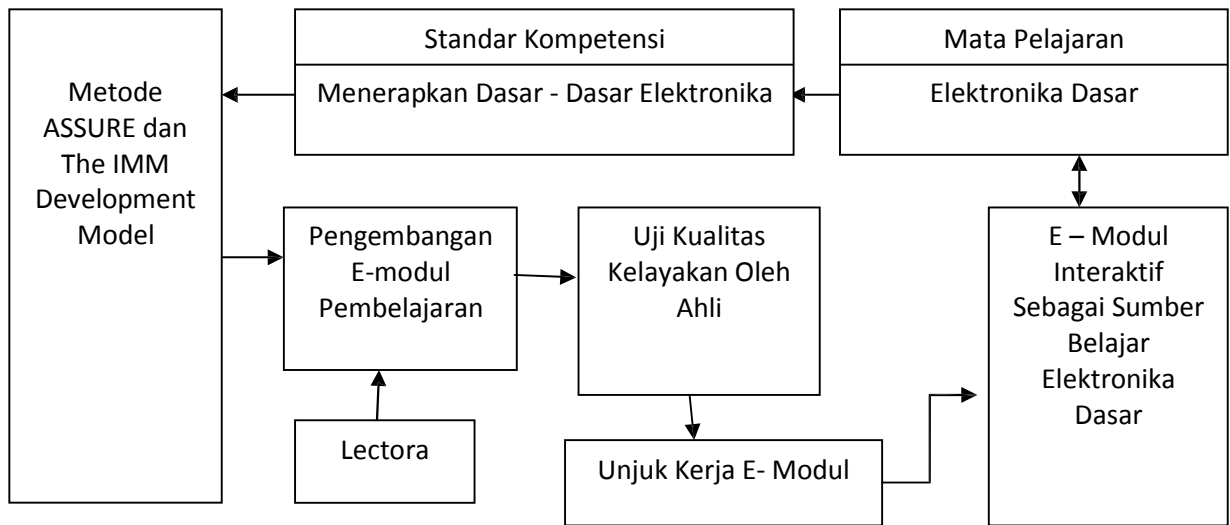 Metode
ASSURE dan
The IMM
Development
Model
Standar Kompetensi
Menerapkan Dasar - Dasar Elektronika
Mata Pelajaran
Elektronika Dasar
Pengembangan
E-modul
Pembelajaran
Uji Kualitas
Kelayakan Oleh
Ahli
E – Modul
Interaktif
Sebagai Sumber
Belajar
Elektronika
Dasar
Lectora
Unjuk Kerja E- Modul